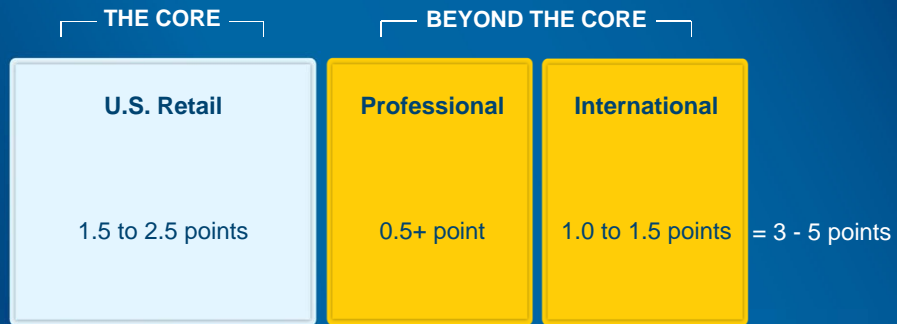 THE CORE
BEYOND THE CORE
U.S. Retail
Professional
International
1.5 to 2.5 points
0.5+ point
1.0 to 1.5 points
= 3 - 5 points